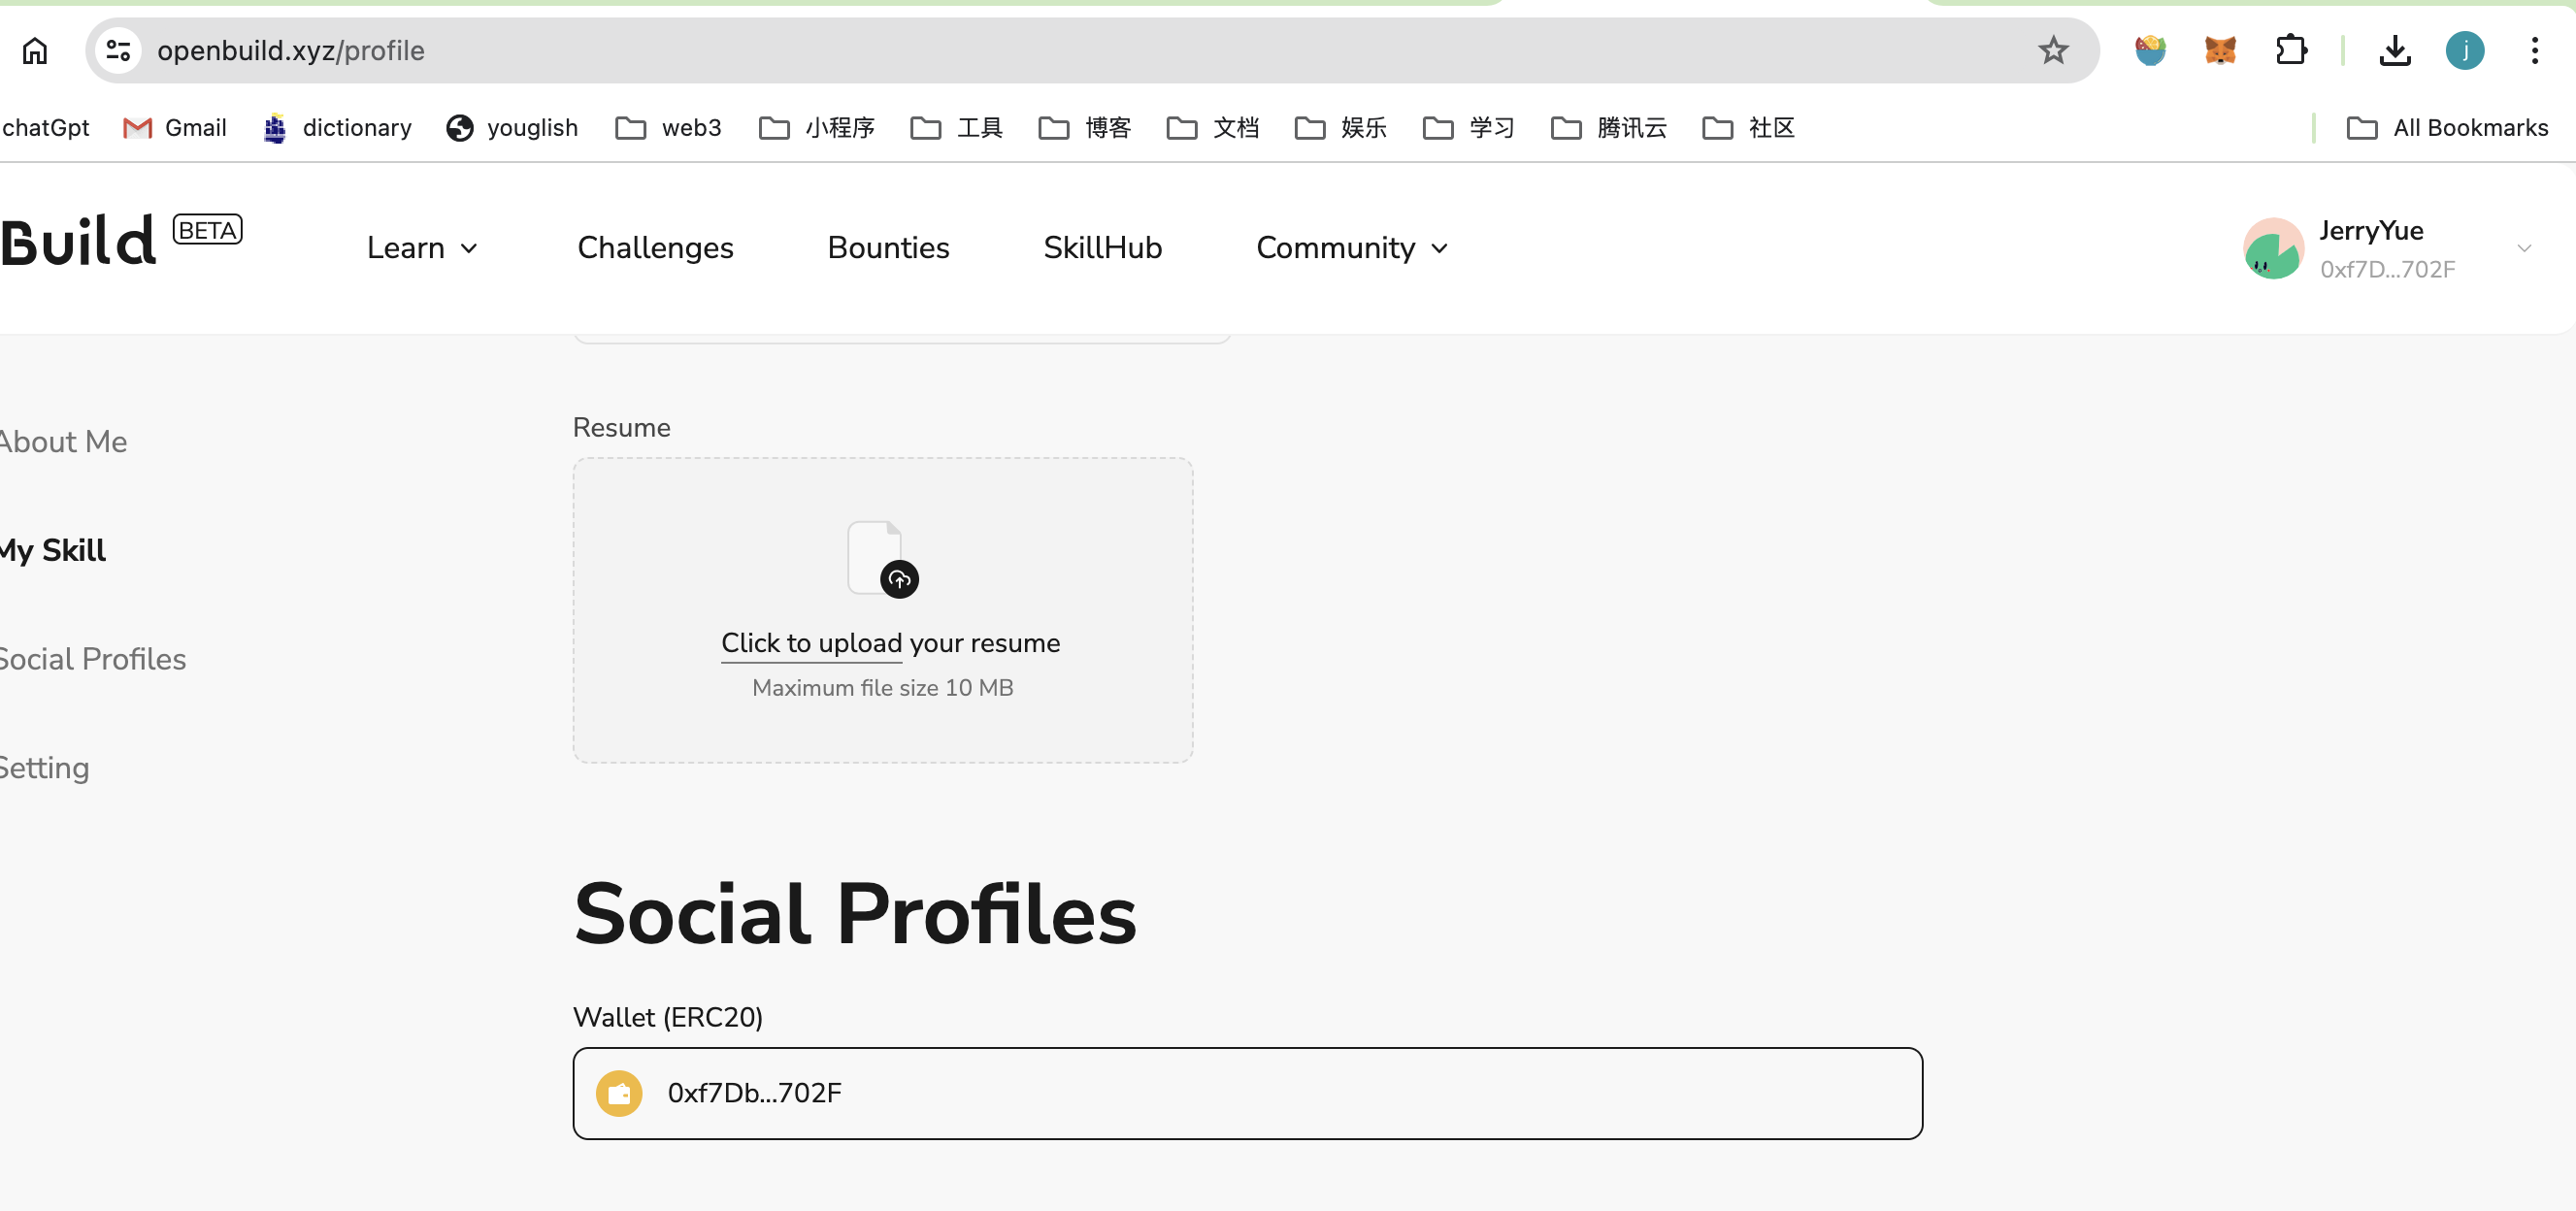 openbuild.xyz/profile
j
chatGpt Gmail dictionary youglish web3 小程序 工具 博客 文档 娱乐 学习 腾讯云 社区 All Bookmarks
Build BETA Learn Challenges Bounties SkillHub Community JerryYue
0xf7D...702F
Resume
About Me
My Skill
Click to upload your resume
Social Profiles
Maximum file size 10 MB
Setting
Social Profiles
Wallet (ERC20)
0xf7Db...702F